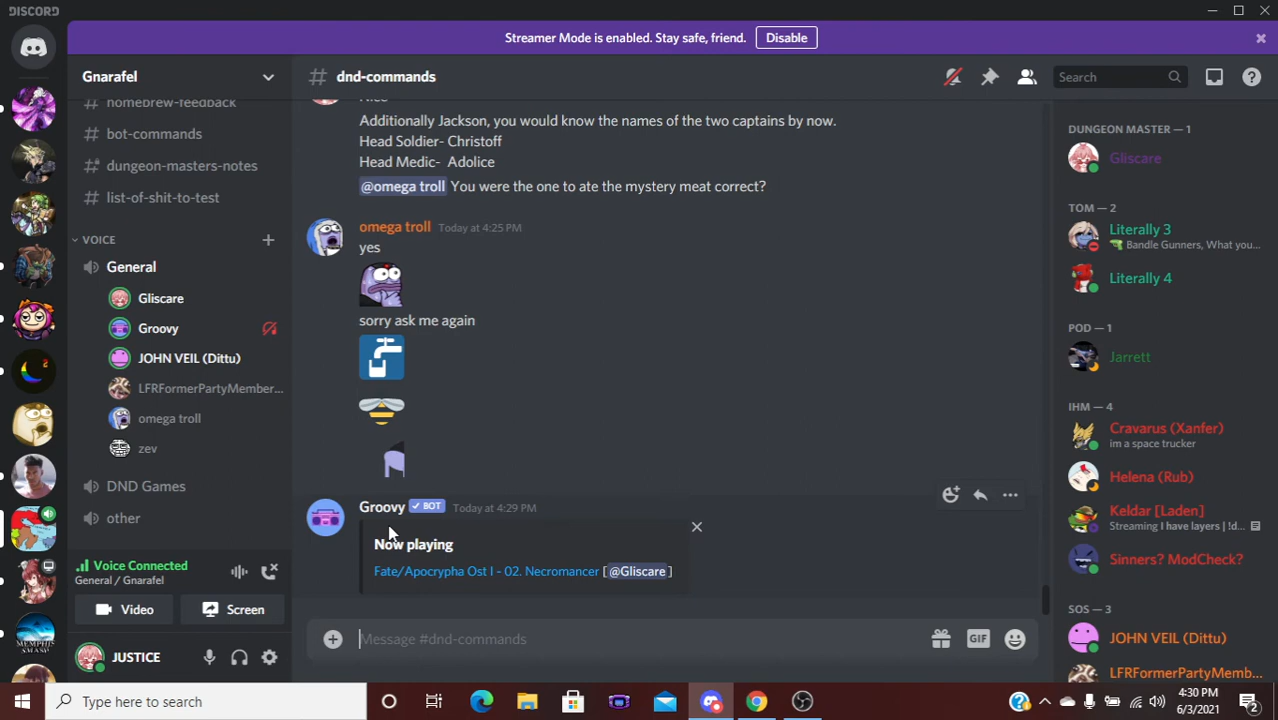 DISCORD
Streamer Mode is enabled. Stay safe, friend.
Disable
Gnarafel
homebrew-feedback
bot-commands
dungeon-masters-notes
list-of-shit-to-test
VOICE
General
Gliscare
Groovy
JOHN VEIL (Dittu)
LFRFormerPartyMember...
omega troll
zev
DND Games
other
Voice Connected
General / Gnarafel
Video
Screen
JUSTICE
# dnd-commands
Search
Nice
Additionally Jackson, you would know the names of the two captains by now.
Head Soldier- Christoff
Head Medic- Adolice
@omega troll You were the one to ate the mystery meat correct?
omega troll Today at 4:25 PM
yes
sorry ask me again
Groovy BOT Today at 4:29 PM
Now playing
Fate/Apocrypha Ost I - 02. Necromancer [@Gliscare]
Message #dnd-commands
GIF
DUNGEON MASTER — 1
Gliscare
TOM — 2
Literally 3
Bandle Gunners, What you...
Literally 4
POD — 1
Jarrett
IHM — 4
Cravarus (Xanfer)
im a space trucker
Helena (Rub)
Keldar [Laden]
Streaming I have layers | !d...
Sinners? ModCheck?
SOS — 3
JOHN VEIL (Dittu)
LFRFormerPartyMemb...
Type here to search
4:30 PM
6/3/2021
2